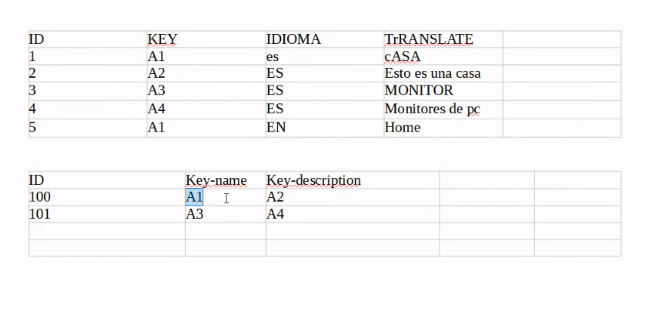 ID KEY IDIOMA TrRANSLATE
1 A1 es cASA
2 A2 ES Esto es una casa
3 A3 ES MONITOR
4 A4 ES Monitores de pc
5 A1 EN Home
ID Key-name Key-description
100 A1 A2
101 A3 A4